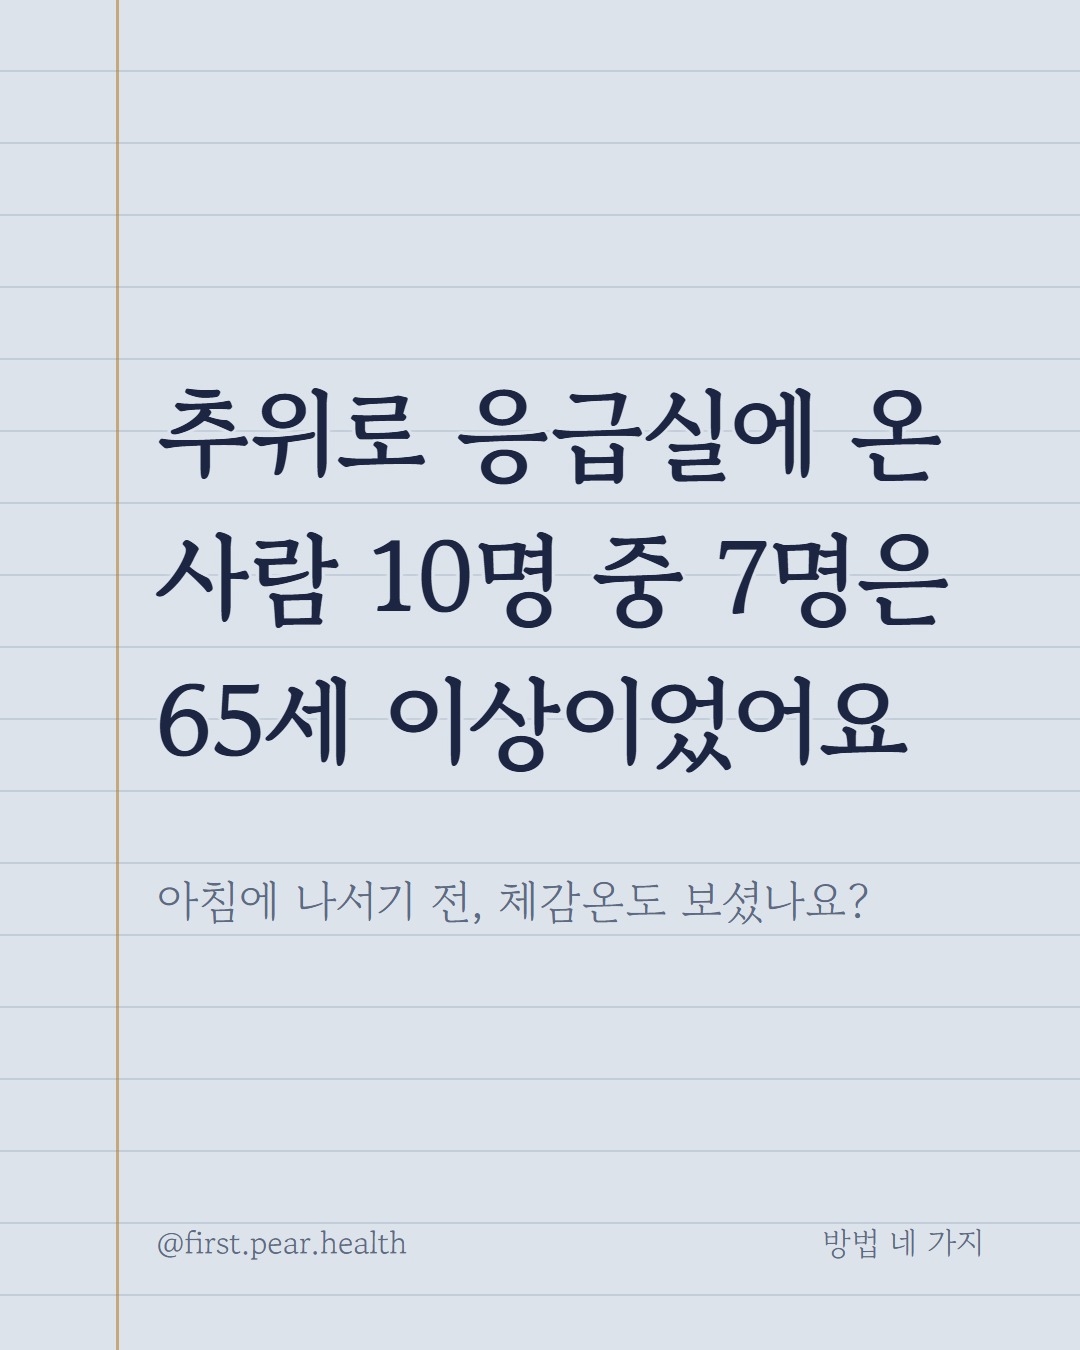 추위로 응급실에 온
사람 10명 중 7명은
65세 이상이었어요
아침에 나서기 전, 체감온도 보셨나요?
@first.pear.health
방법 네 가지